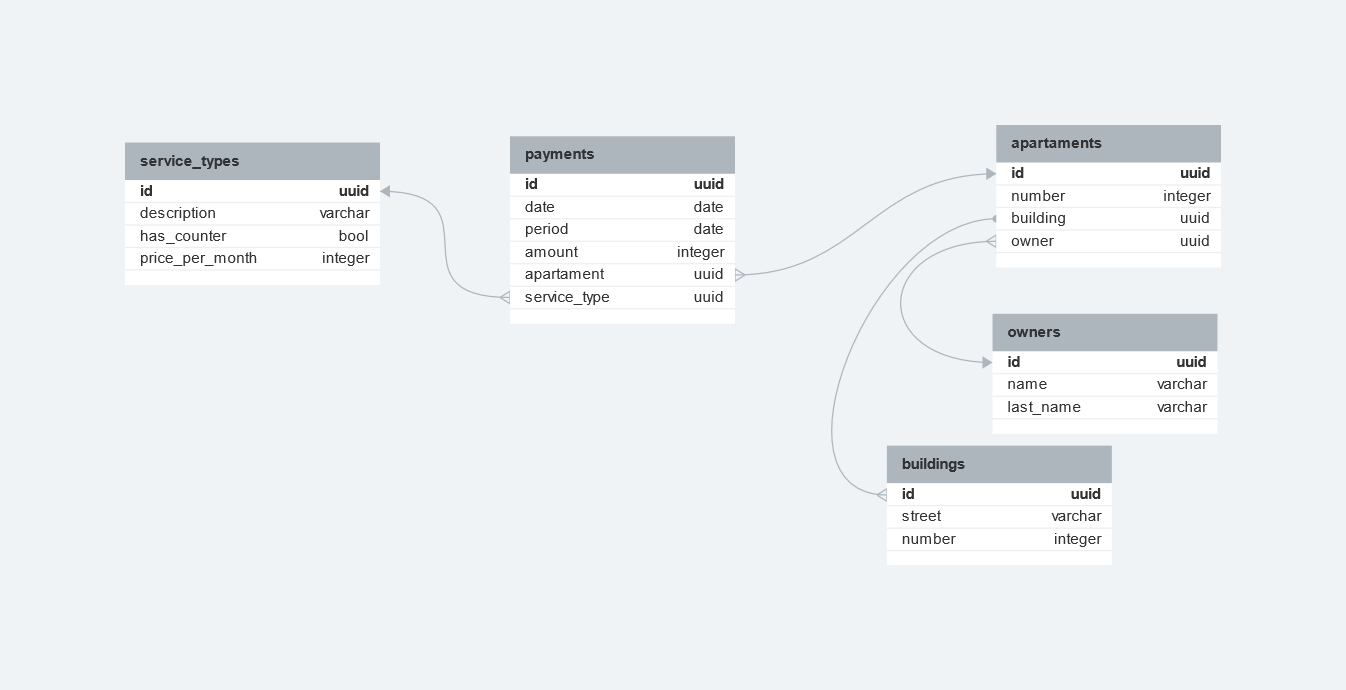 service_types
id uuid
description varchar
has_counter bool
price_per_month integer
payments
id uuid
date date
period date
amount integer
apartament uuid
service_type uuid
apartaments
id uuid
number integer
building uuid
owner uuid
owners
id uuid
name varchar
last_name varchar
buildings
id uuid
street varchar
number integer